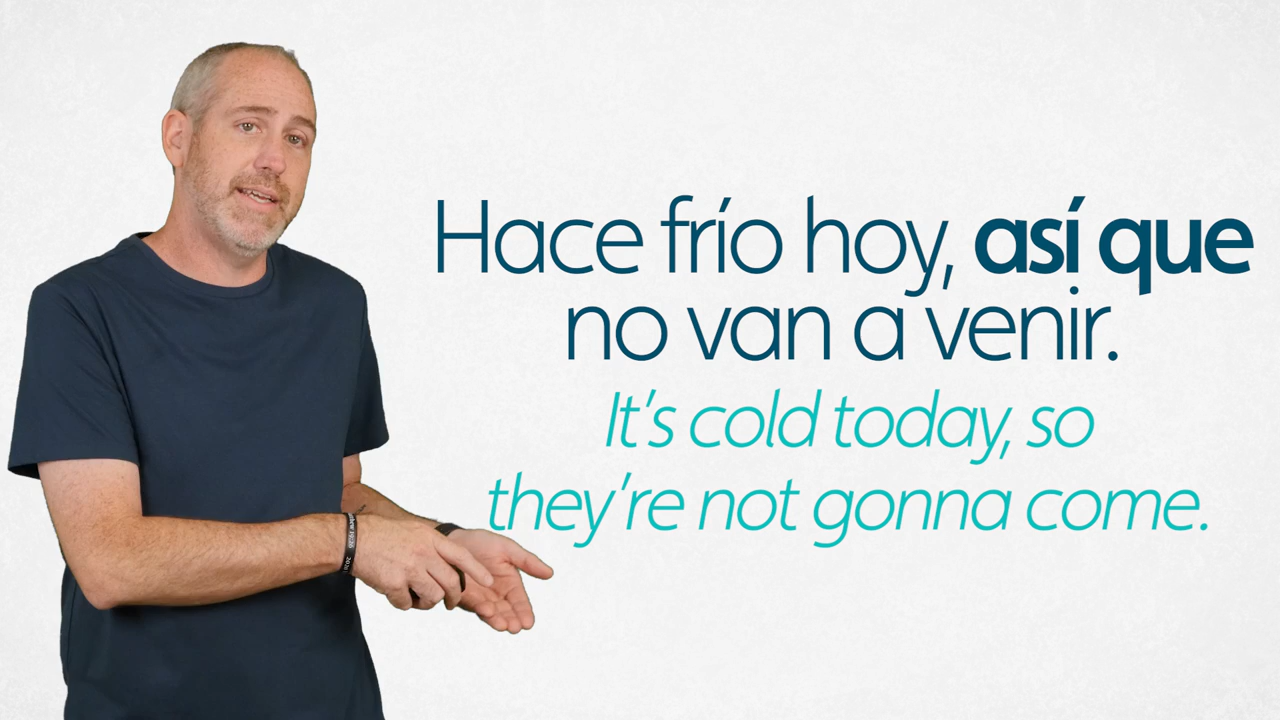 Hace frío hoy, así que
no van a venir.
It's cold today, so
they're not gonna come.